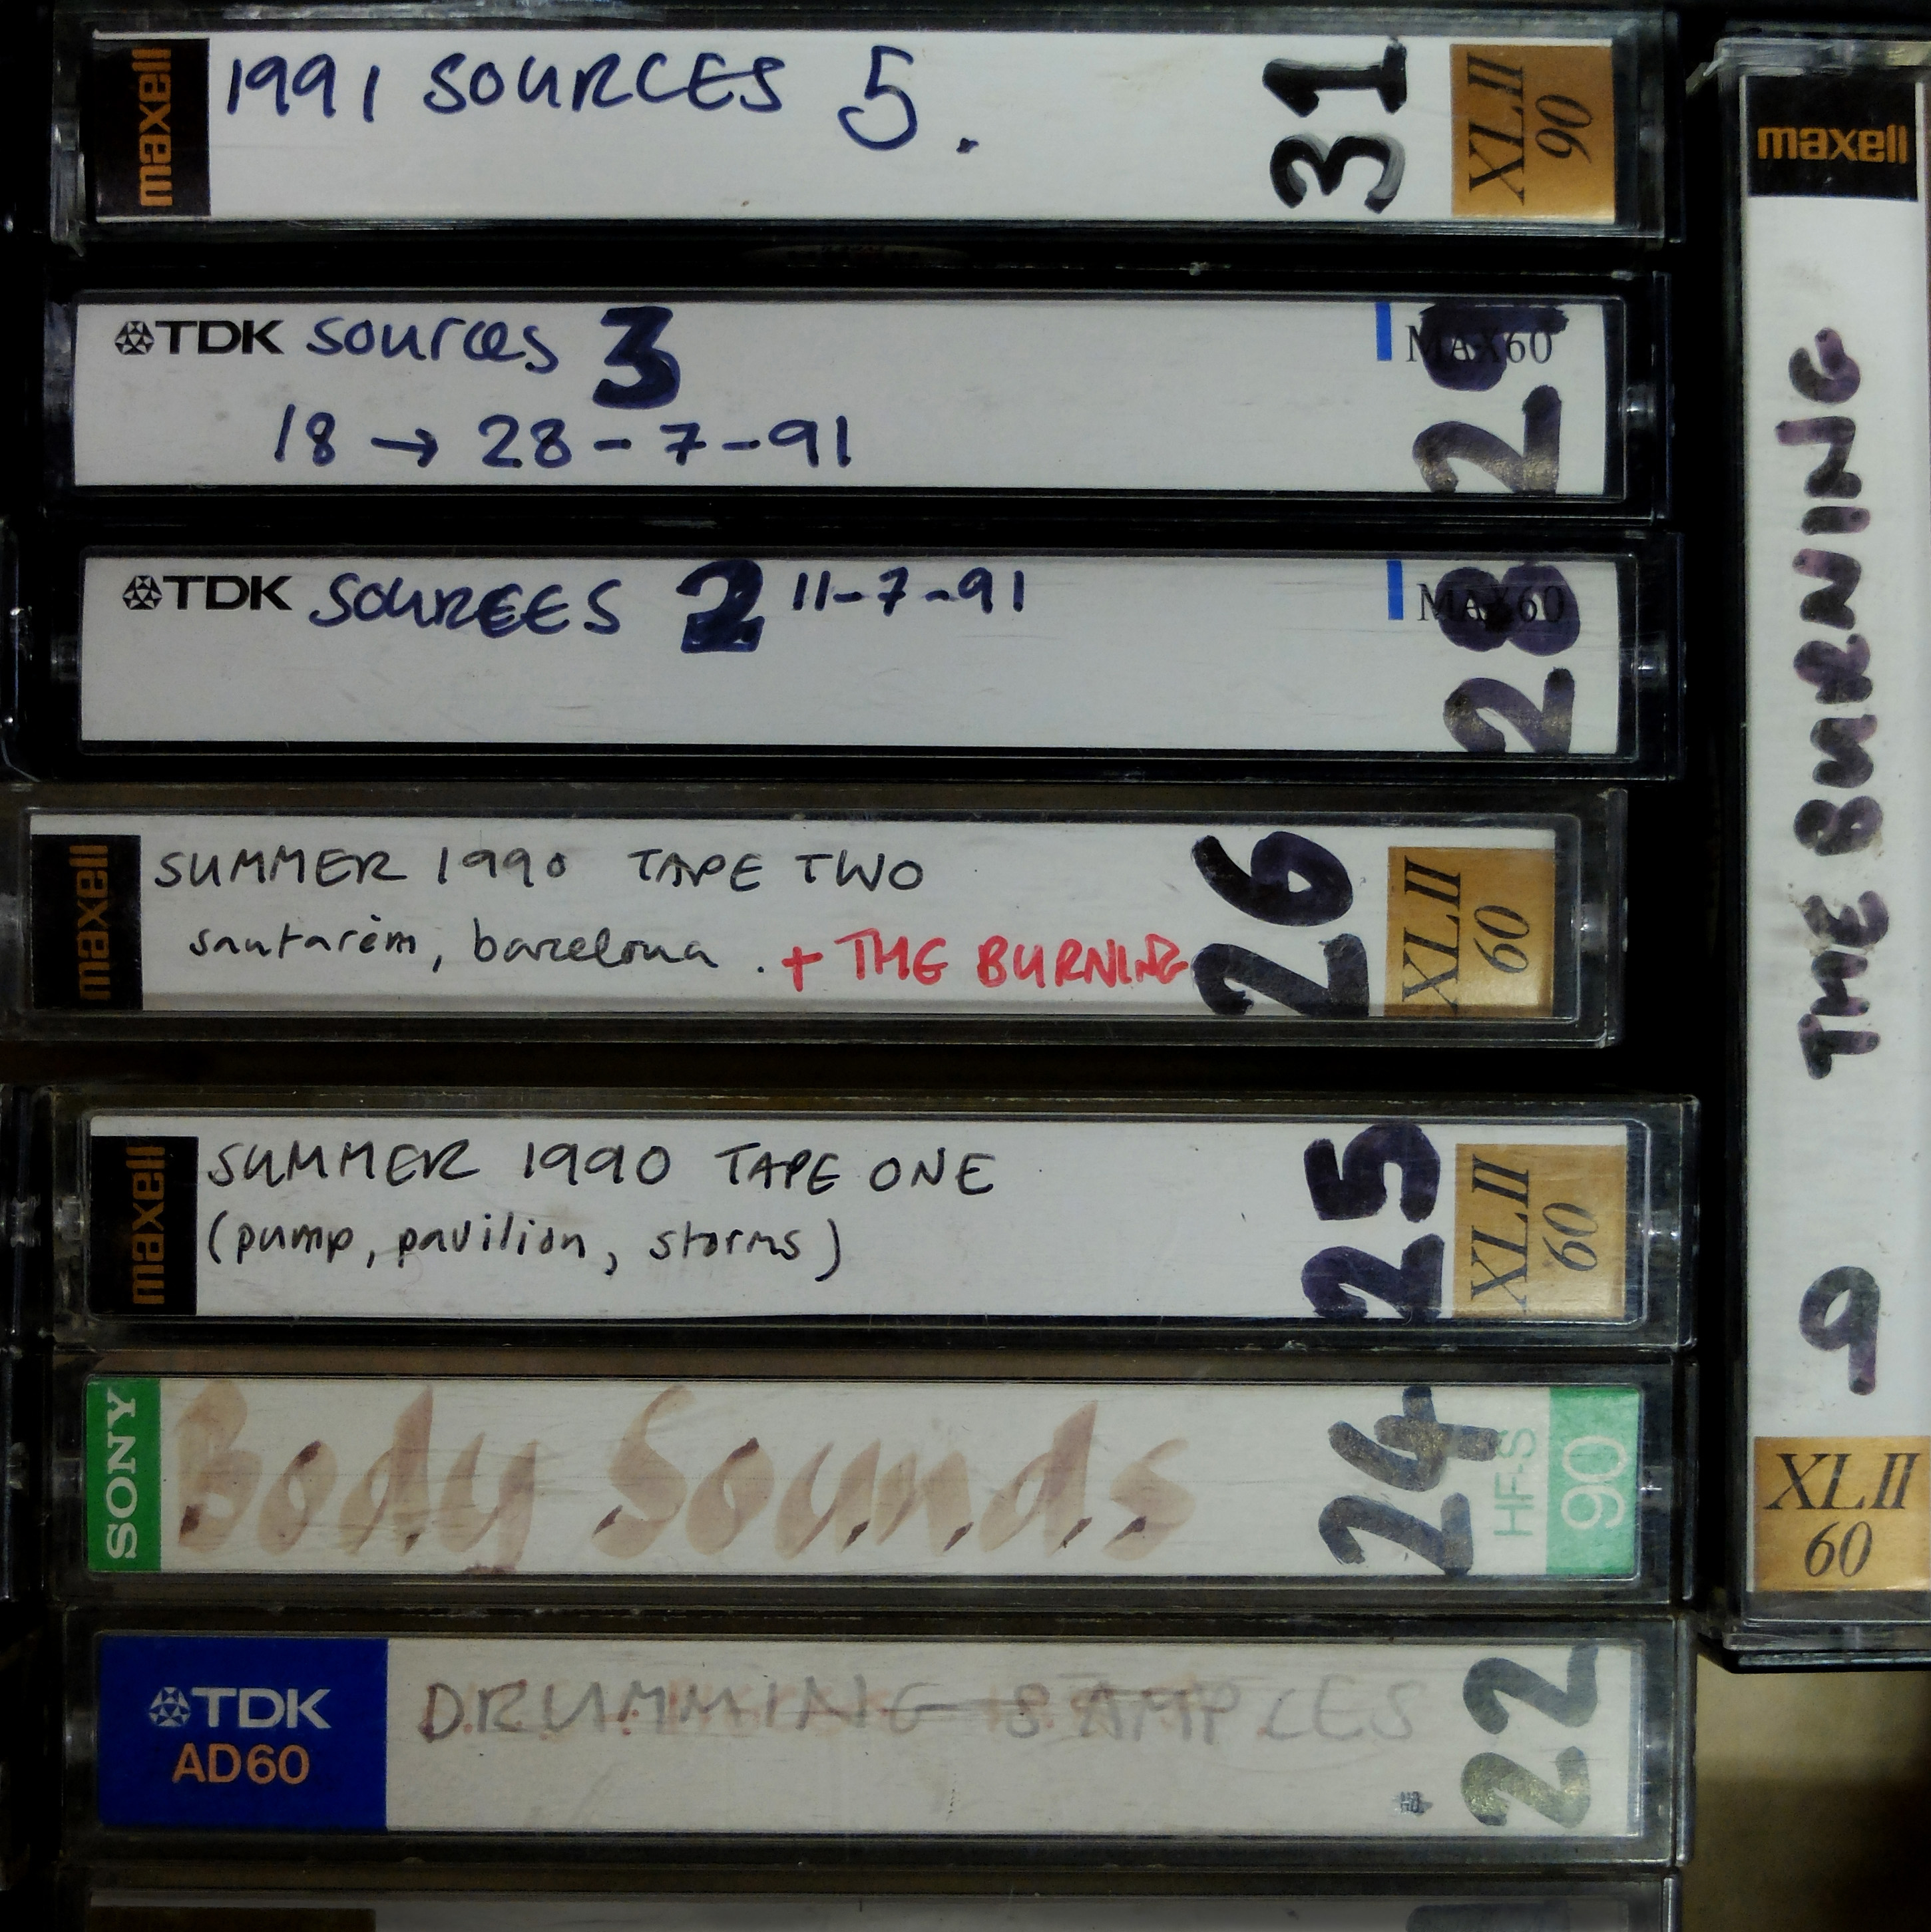 maxell 1991 SOURCES 5. 31 XLII 90
TDK sources 3 MAX60 29
18 → 28-7-91
TDK SOURCES 2 11-7-91 MAX60 28
maxell SUMMER 1990 TAPE TWO 26 XLII 60
santarém, barcelona . + THE BURNING
maxell SUMMER 1990 TAPE ONE 25 XLII 60
(pump, pavilion, storms)
SONY Body Sounds 24 HF-S 90
TDK DRUMMING SAMPLES 22
AD60
maxell
THE BURNING 9
XLII
60